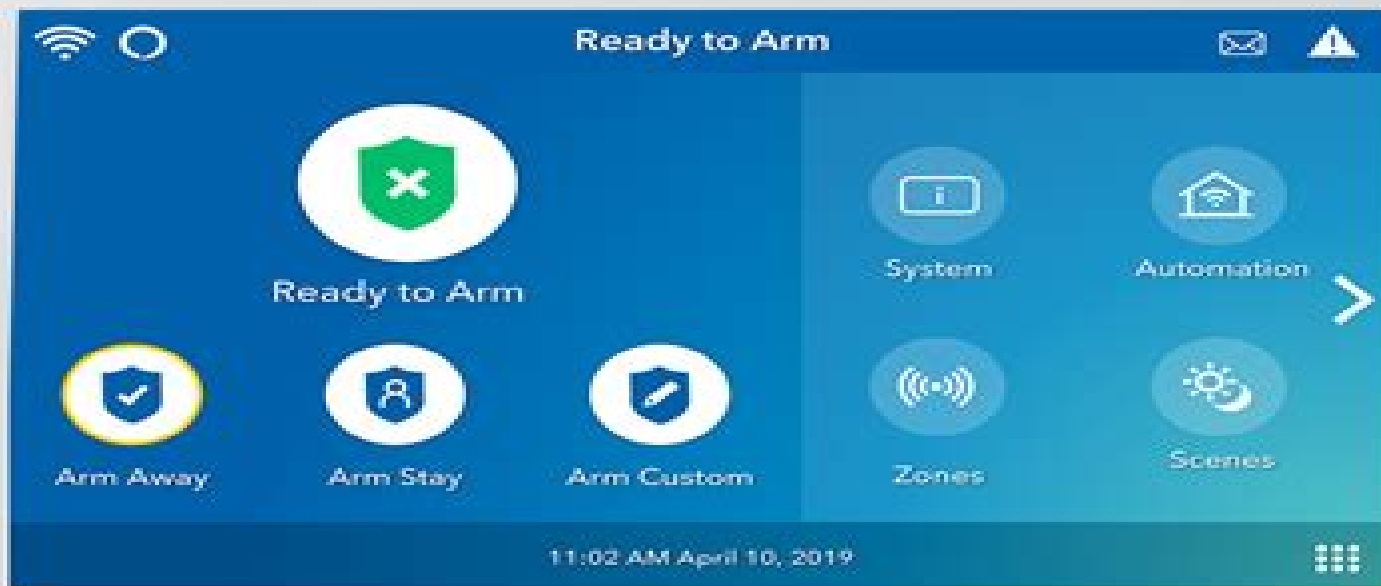 Ready to Arm
Ready to Arm
System
Automation
Arm Away
Arm Stay
Arm Custom
Zones
Scenes
11:02 AM April 10, 2019